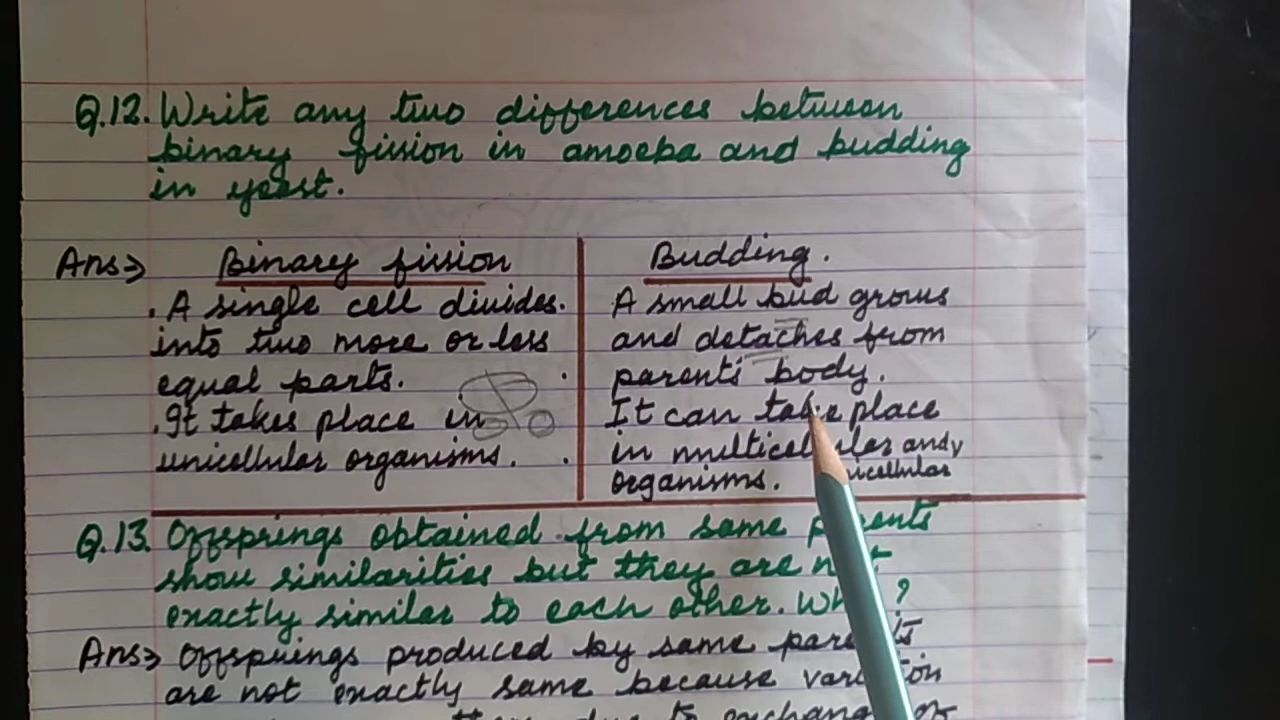 Q.12. Write any two differences between
binary fission in amoeba and budding
in yeast.
Ans⇒ Binary fission
. A single cell divides.
into two more or less
equal parts.
. It takes place in
unicellular organisms.
Budding.
A small bud grows
and detaches from
parents' body.
It can take place
in multicellular and
unicellular
organisms.
Q.13. Offsprings obtained from same parents
show similarities but they are not
exactly similar to each other. Why?
Ans⇒ Offsprings produced by same parents
are not exactly same because variation
due to exchange